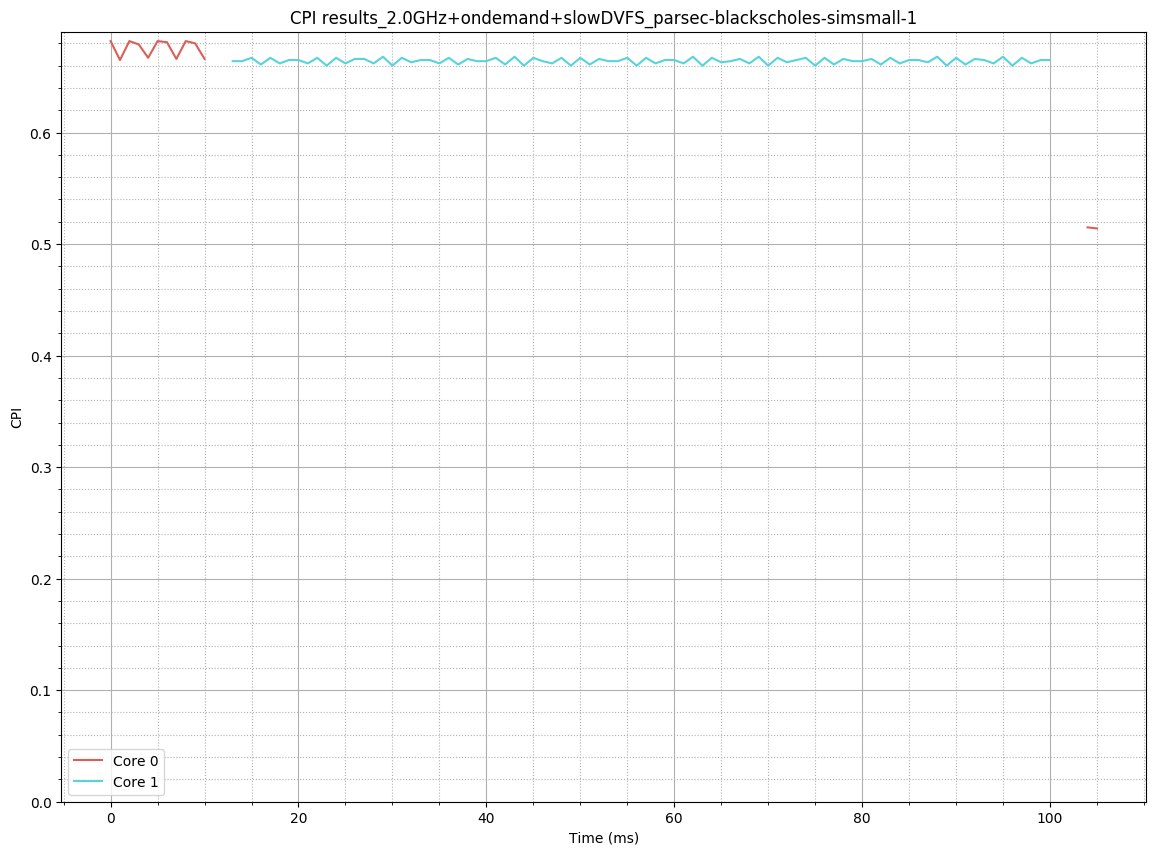 CPI results_2.0GHz+ondemand+slowDVFS_parsec-blackscholes-simsmall-1
CPI
0.6
0.5
0.4
0.3
0.2
0.1
0.0
Core 0
Core 1
0 20 40 60 80 100
Time (ms)